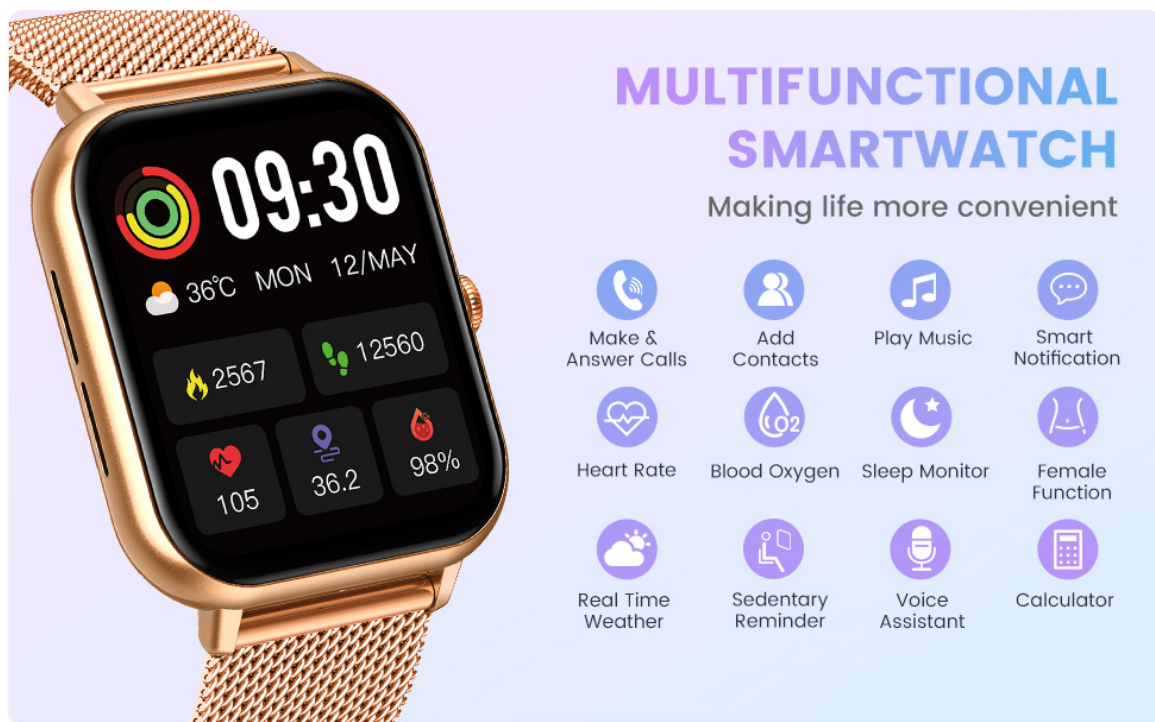 09:30
36°C MON 12/MAY
2567
12560
105
36.2
98%
MULTIFUNCTIONAL
SMARTWATCH
Making life more convenient
Make &
Answer Calls
Add
Contacts
Play Music
Smart
Notification
Heart Rate
O2
Blood Oxygen
Sleep Monitor
Female
Function
Real Time
Weather
Sedentary
Reminder
Voice
Assistant
Calculator